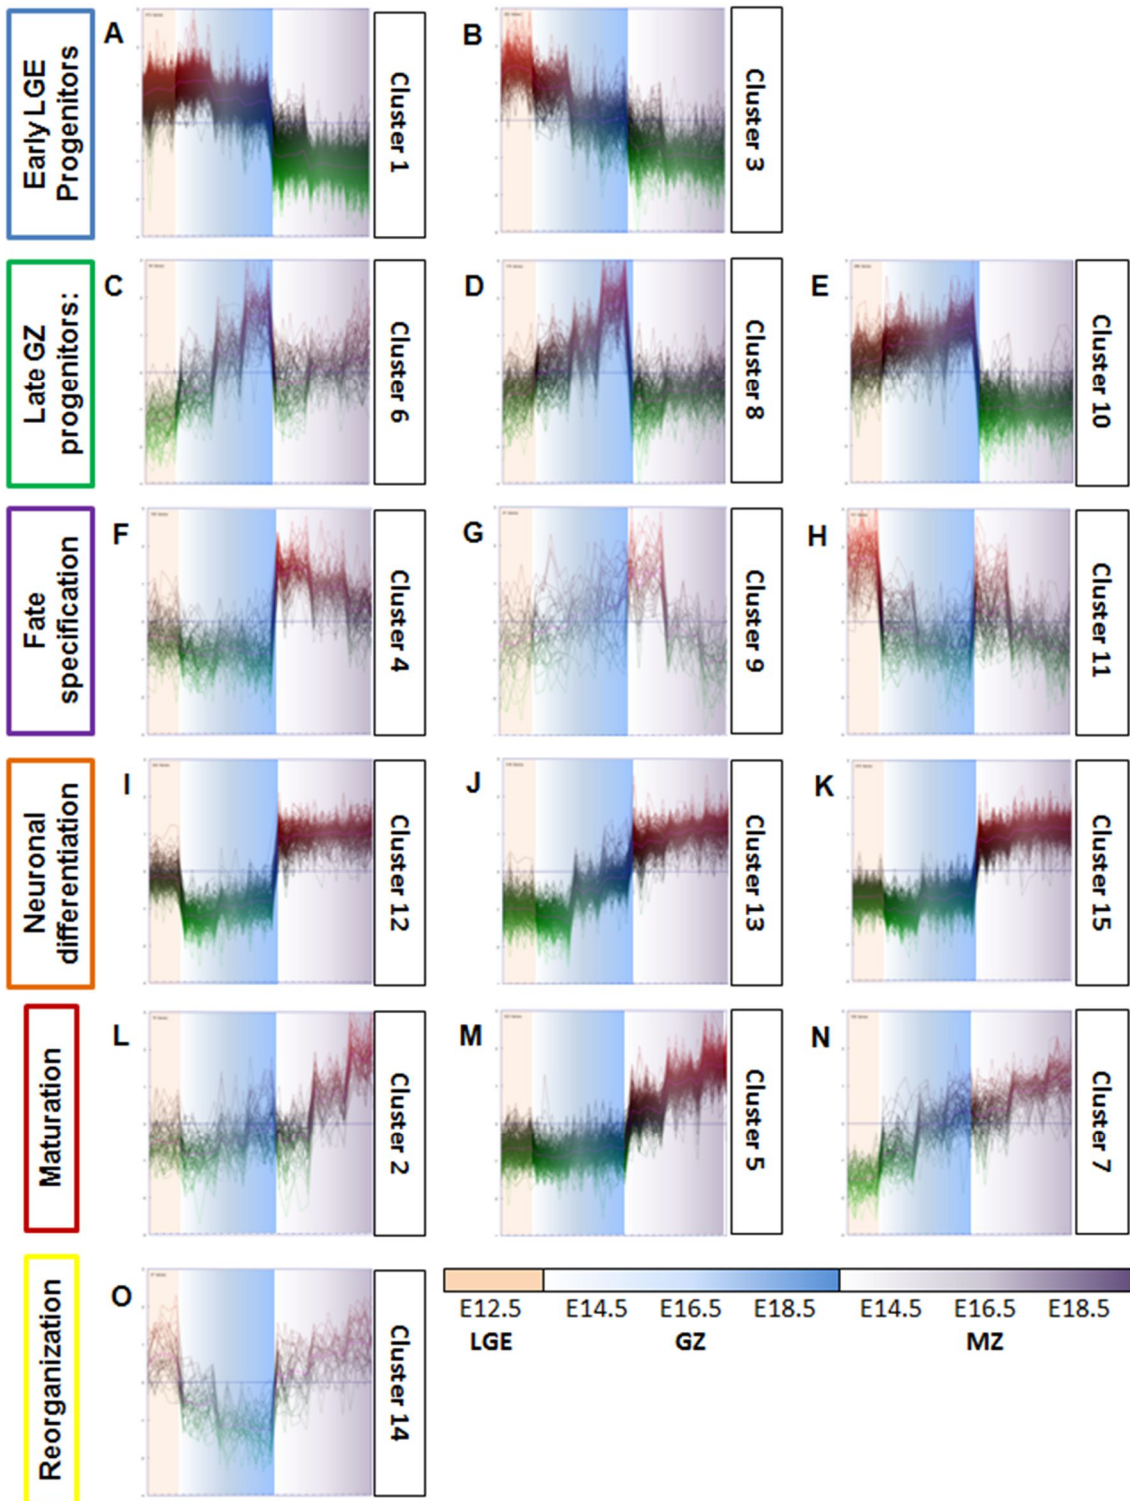 Early LGE
Progenitors
A
Cluster 1
B
Cluster 3
Late GZ
progenitors:
C
Cluster 6
D
Cluster 8
E
Cluster 10
Fate
specification
F
Cluster 4
G
Cluster 9
H
Cluster 11
Neuronal
differentiation
I
Cluster 12
J
Cluster 13
K
Cluster 15
Maturation
L
Cluster 2
M
Cluster 5
N
Cluster 7
Reorganization
O
Cluster 14
E12.5 E14.5 E16.5 E18.5 E14.5 E16.5 E18.5
LGE GZ MZ